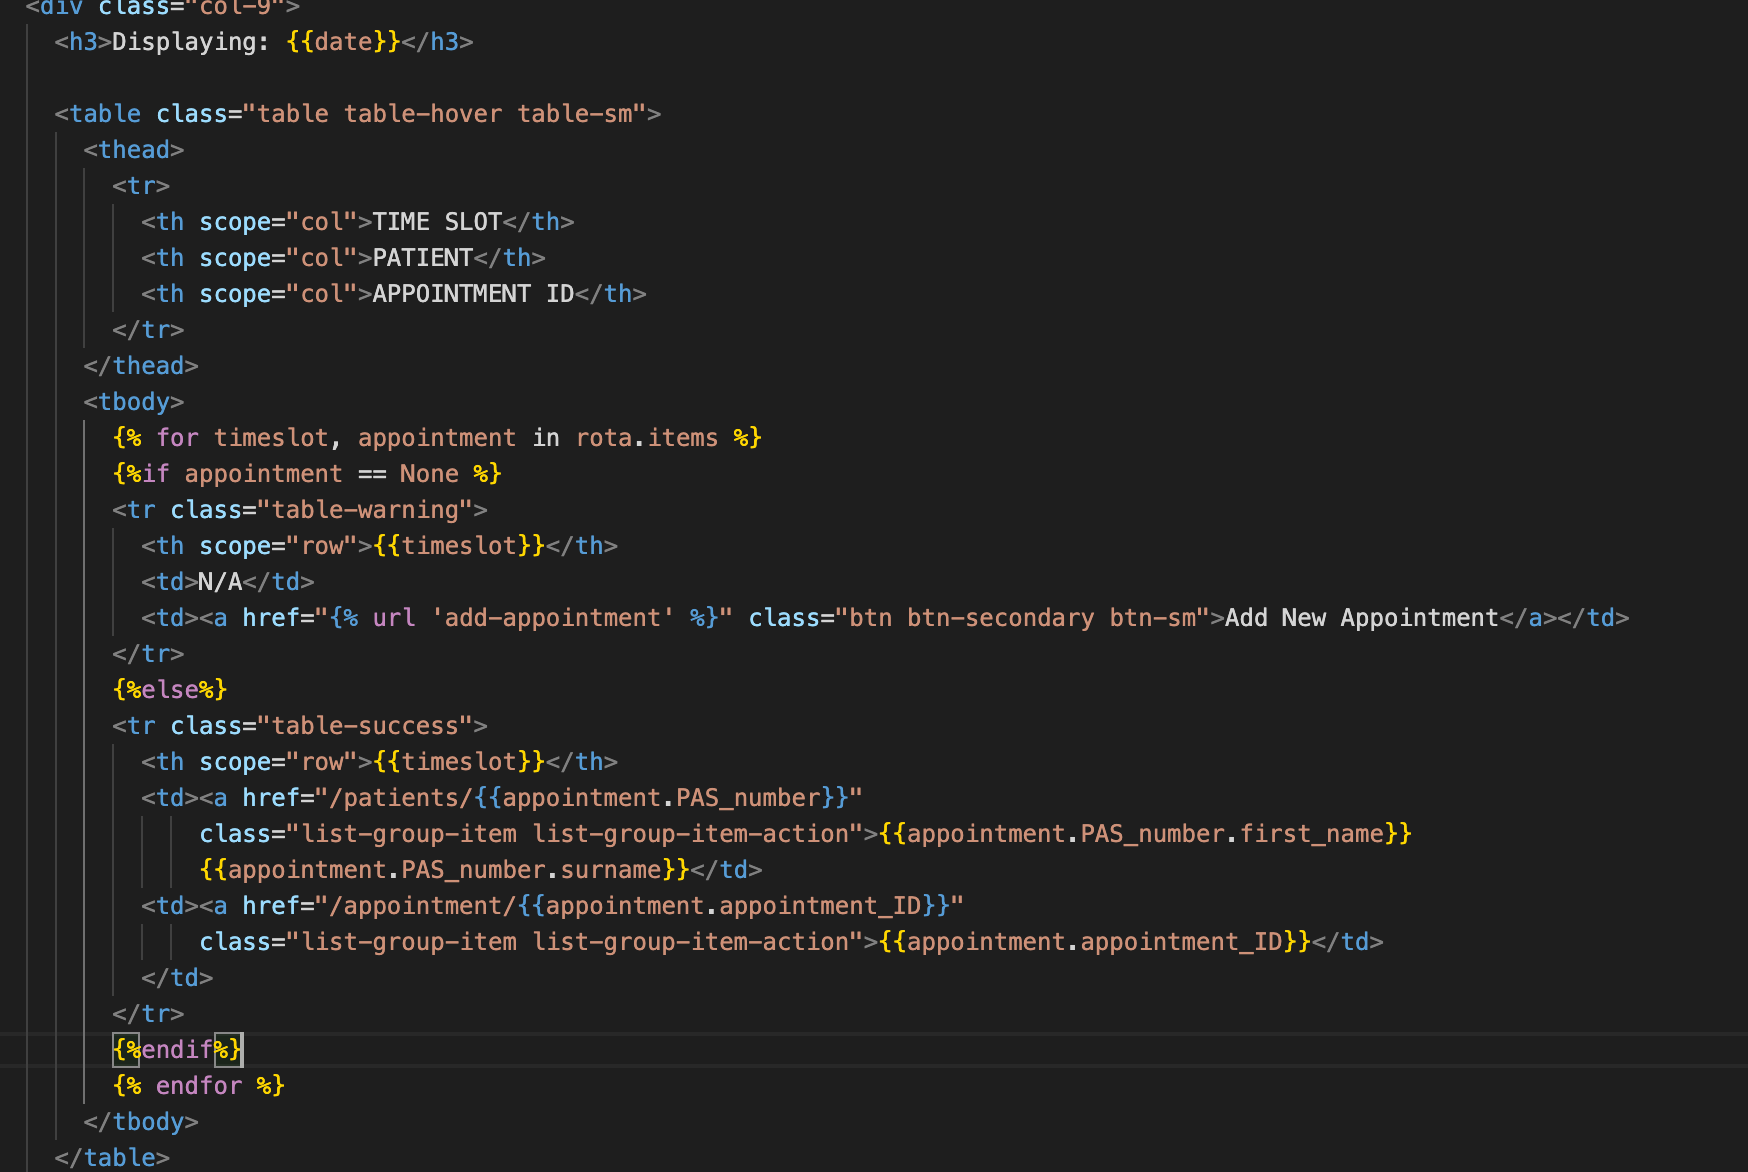 <div class="col-9">
<h3>Displaying: {{date}}</h3>
<table class="table table-hover table-sm">
<thead>
<tr>
<th scope="col">TIME SLOT</th>
<th scope="col">PATIENT</th>
<th scope="col">APPOINTMENT ID</th>
</tr>
</thead>
<tbody>
{% for timeslot, appointment in rota.items %}
{%if appointment == None %}
<tr class="table-warning">
<th scope="row">{{timeslot}}</th>
<td>N/A</td>
<td><a href="{% url 'add-appointment' %}" class="btn btn-secondary btn-sm">Add New Appointment</a></td>
</tr>
{%else%}
<tr class="table-success">
<th scope="row">{{timeslot}}</th>
<td><a href="/patients/{{appointment.PAS_number}}"
class="list-group-item list-group-item-action">{{appointment.PAS_number.first_name}}
{{appointment.PAS_number.surname}}</td>
<td><a href="/appointment/{{appointment.appointment_ID}}"
class="list-group-item list-group-item-action">{{appointment.appointment_ID}}</td>
</td>
</tr>
{%endif%}
{% endfor %}
</tbody>
</table>